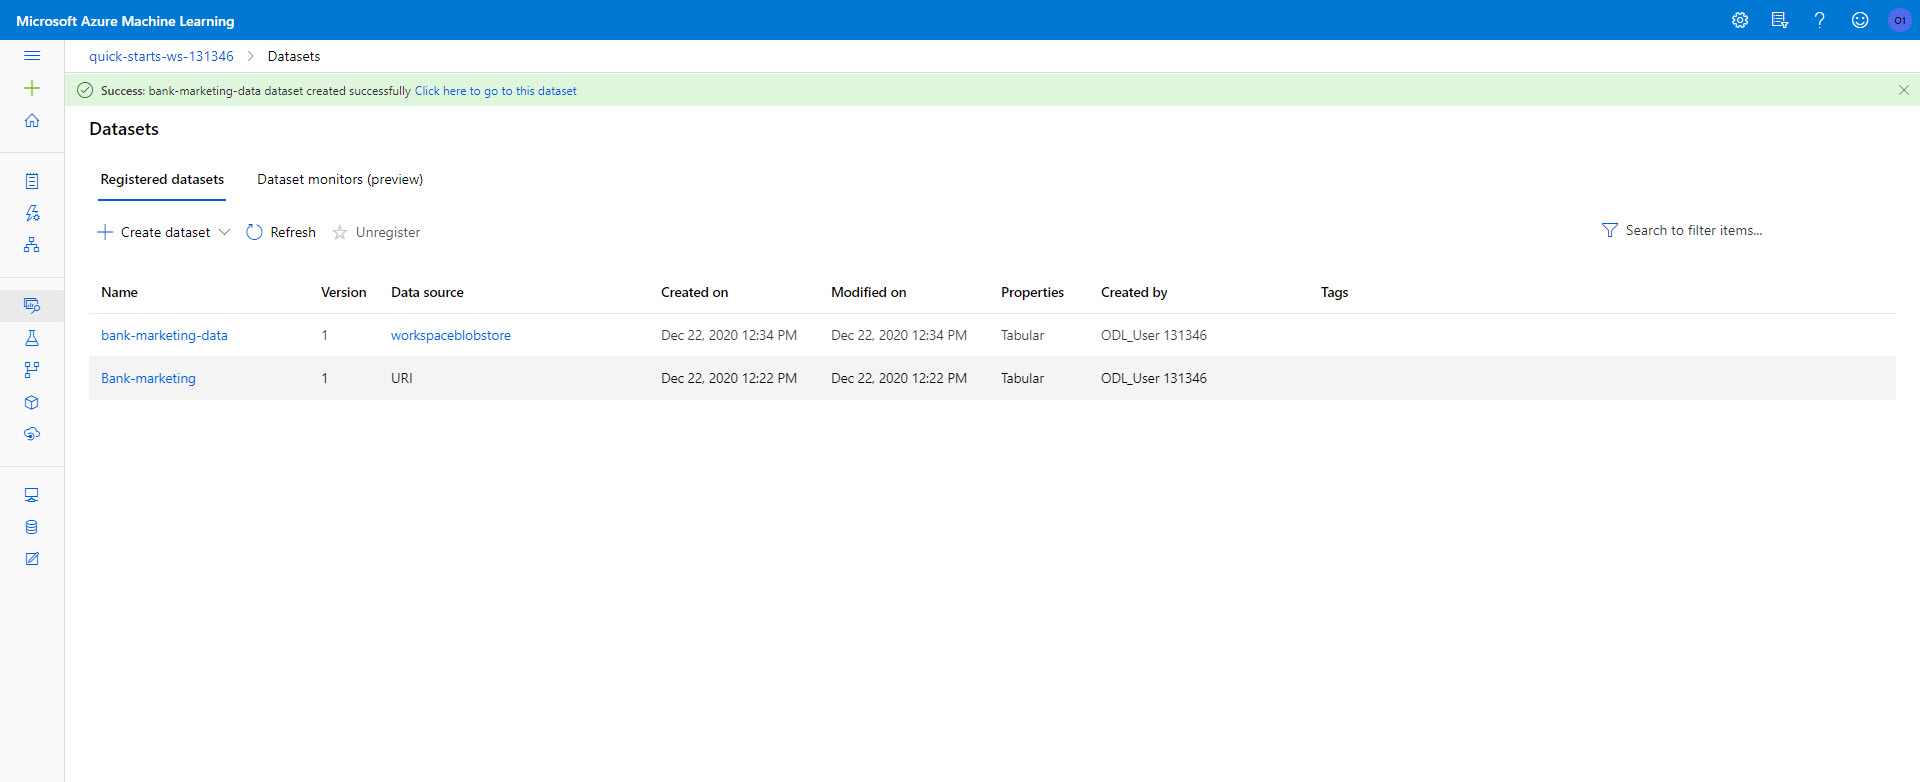 Microsoft Azure Machine Learning
O1
quick-starts-ws-131346 > Datasets
Success: bank-marketing-data dataset created successfully Click here to go to this dataset
Datasets
Registered datasets Dataset monitors (preview)
Create dataset Refresh Unregister Search to filter items...
Name Version Data source Created on Modified on Properties Created by Tags
bank-marketing-data 1 workspaceblobstore Dec 22, 2020 12:34 PM Dec 22, 2020 12:34 PM Tabular ODL_User 131346
Bank-marketing 1 URI Dec 22, 2020 12:22 PM Dec 22, 2020 12:22 PM Tabular ODL_User 131346